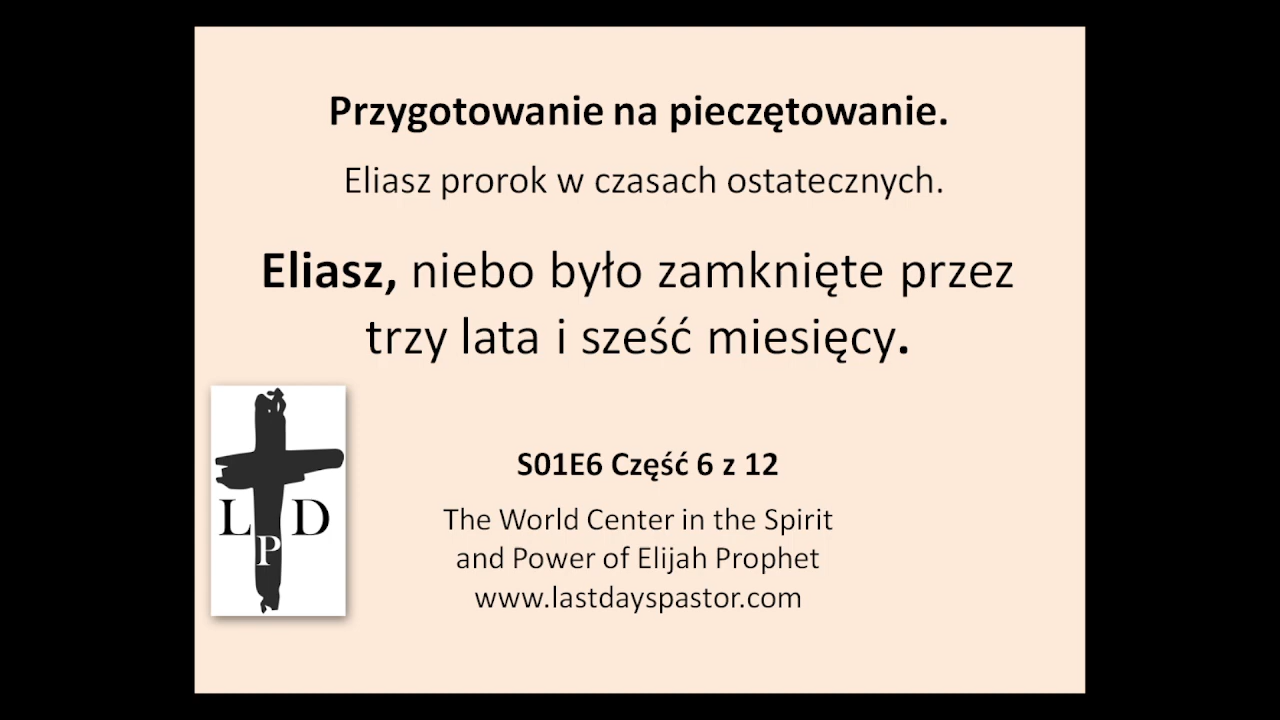 Przygotowanie na pieczętowanie.
Eliasz prorok w czasach ostatecznych.
Eliasz, niebo było zamknięte przez
trzy lata i sześć miesięcy.
L P D
S01E6 Część 6 z 12
The World Center in the Spirit
and Power of Elijah Prophet
www.lastdayspastor.com